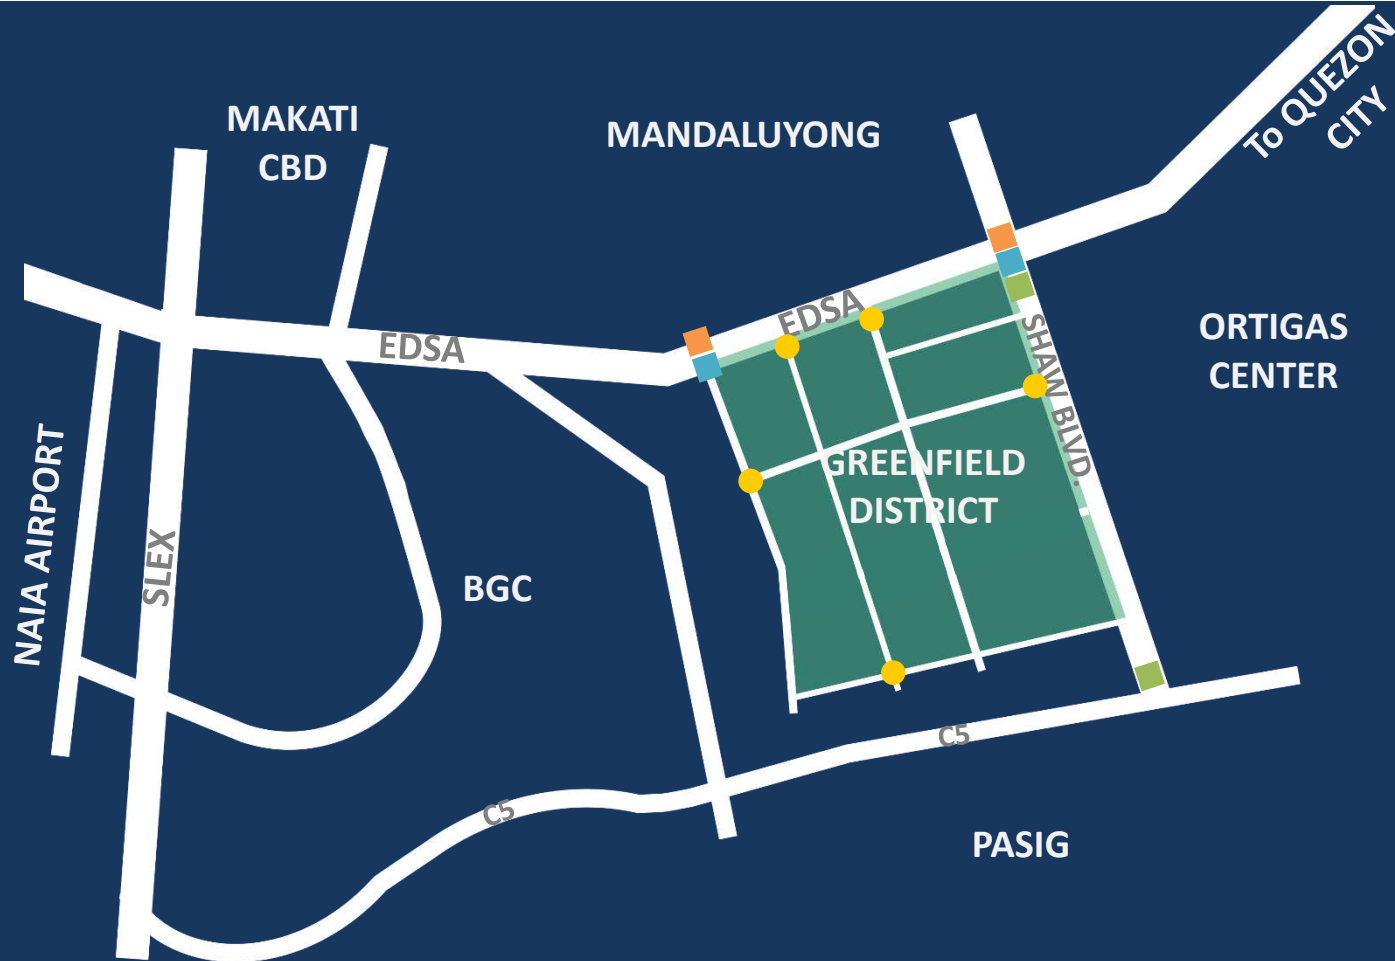 To QUEZON
CITY
MAKATI
CBD
MANDALUYONG
EDSA
EDSA
ORTIGAS
CENTER
SHAW BLVD.
GREENFIELD
DISTRICT
NAIA AIRPORT
SLEX
BGC
C5
C5
PASIG